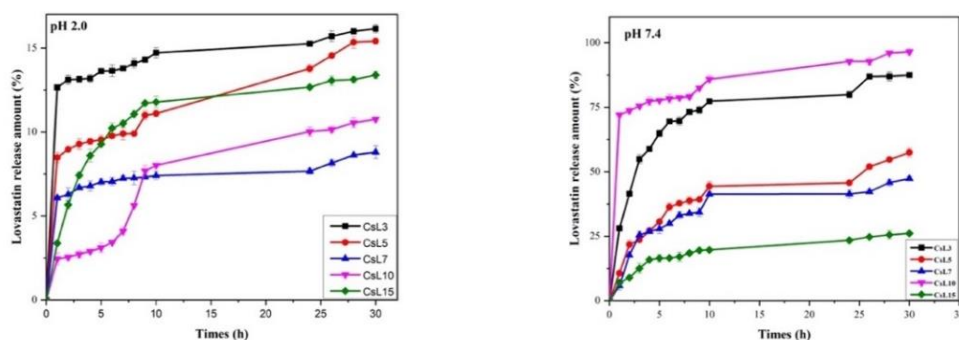 pH 2.0
Lovastatin release amount (%)
15
10
5
0
0 5 10 15 20 25 30
Times (h)
CsL3
CsL5
CsL7
CsL10
CsL15
pH 7.4
Lovastatin release amount (%)
100
75
50
25
0
0 5 10 15 20 25 30
Times (h)
CsL3
CsL5
CsL7
CsL10
CsL15